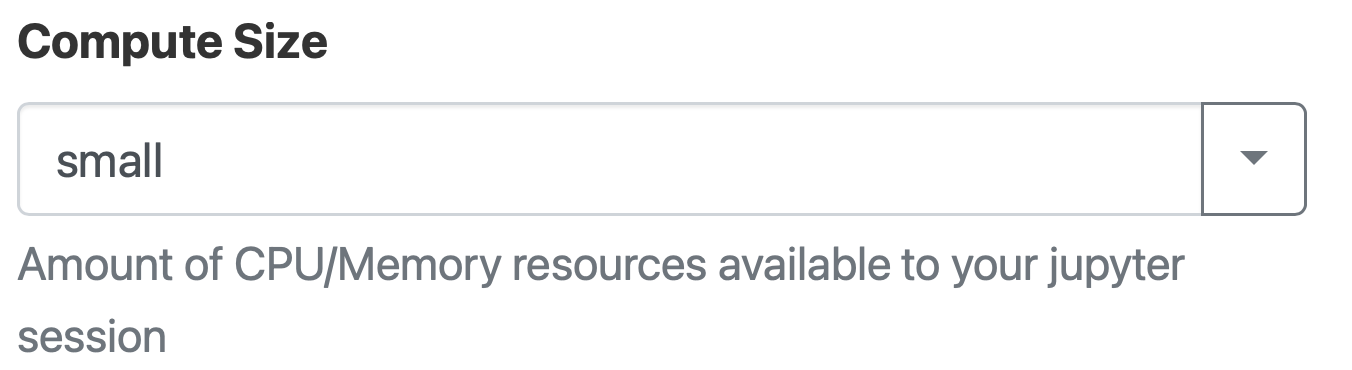 Compute Size
small
Amount of CPU/Memory resources available to your jupyter
session